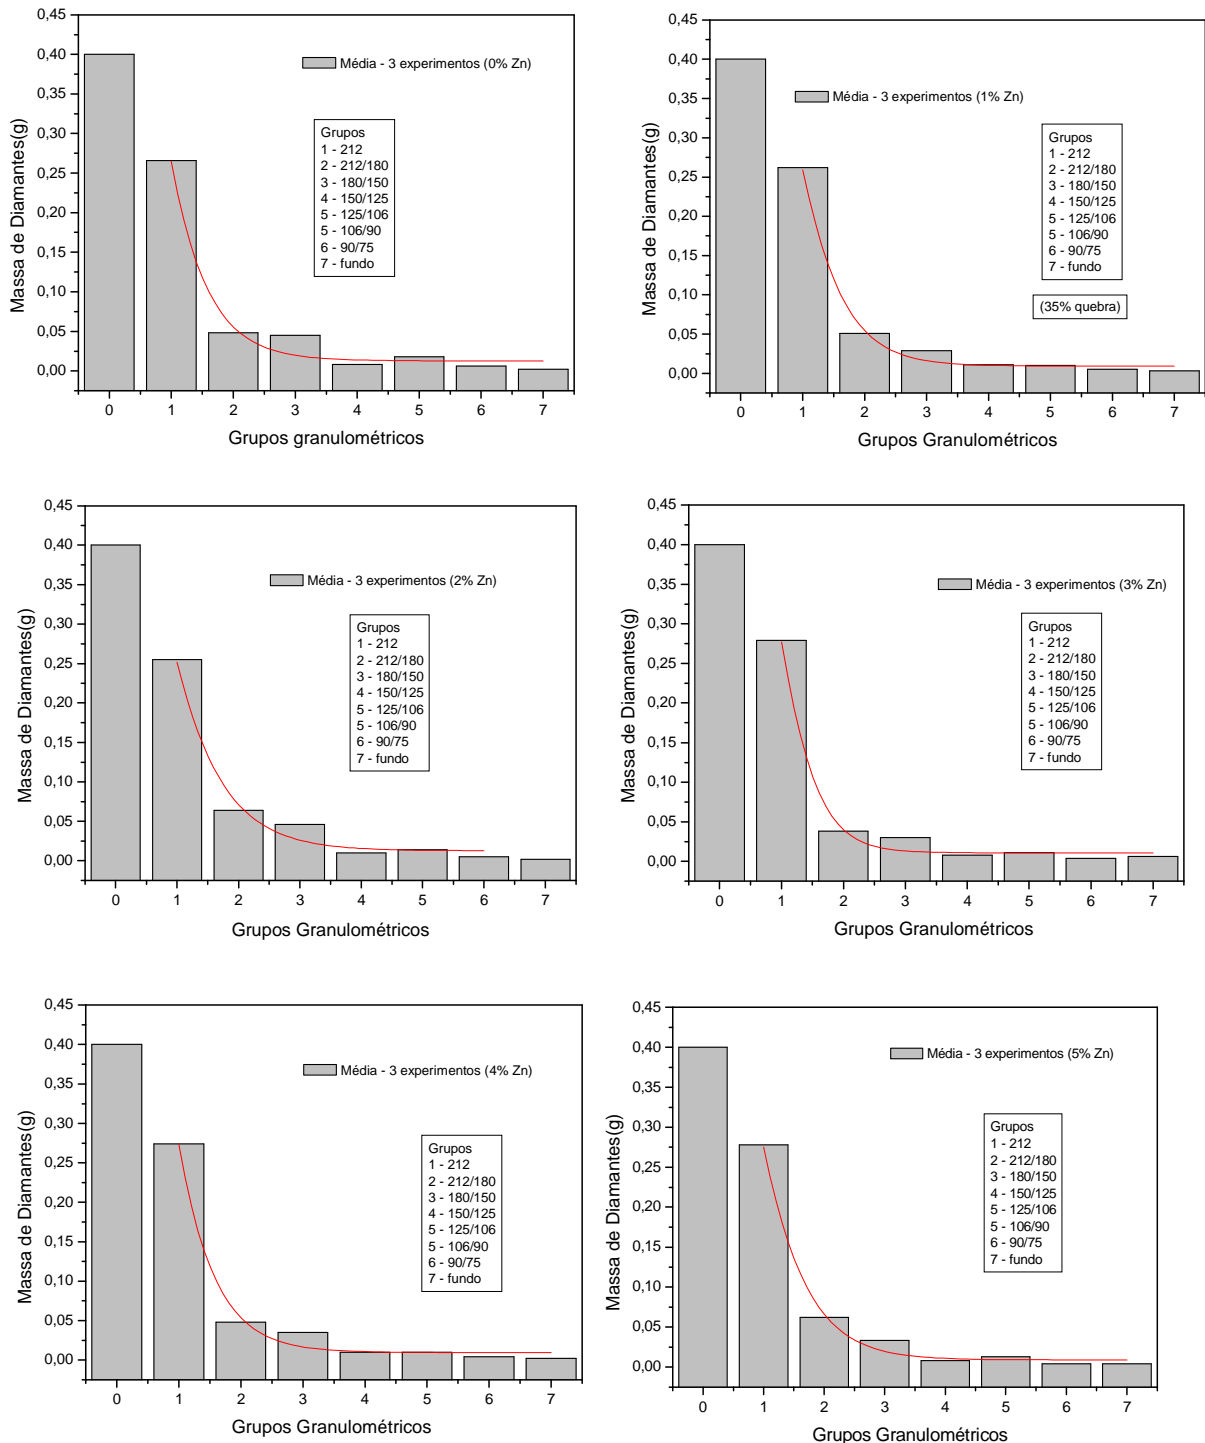 0,45
0,40
0,35
0,30
0,25
0,20
0,15
0,10
0,05
0,00
Massa de Diamantes(g)
Média - 3 experimentos (0% Zn)
Grupos
1 - 212
2 - 212/180
3 - 180/150
4 - 150/125
5 - 125/106
5 - 106/90
6 - 90/75
7 - fundo
0 1 2 3 4 5 6 7
Grupos granulométricos
0,45
0,40
0,35
0,30
0,25
0,20
0,15
0,10
0,05
0,00
Massa de Diamantes(g)
Média - 3 experimentos (1% Zn)
Grupos
1 - 212
2 - 212/180
3 - 180/150
4 - 150/125
5 - 125/106
5 - 106/90
6 - 90/75
7 - fundo
(35% quebra)
0 1 2 3 4 5 6 7
Grupos Granulométricos
0,45
0,40
0,35
0,30
0,25
0,20
0,15
0,10
0,05
0,00
Massa de Diamantes(g)
Média - 3 experimentos (2% Zn)
Grupos
1 - 212
2 - 212/180
3 - 180/150
4 - 150/125
5 - 125/106
5 - 106/90
6 - 90/75
7 - fundo
0 1 2 3 4 5 6 7
Grupos Granulométricos
0,45
0,40
0,35
0,30
0,25
0,20
0,15
0,10
0,05
0,00
Massa de Diamantes(g)
Média - 3 experimentos (3% Zn)
Grupos
1 - 212
2 - 212/180
3 - 180/150
4 - 150/125
5 - 125/106
5 - 106/90
6 - 90/75
7 - fundo
0 1 2 3 4 5 6 7
Grupos Granulométricos
0,45
0,40
0,35
0,30
0,25
0,20
0,15
0,10
0,05
0,00
Massa de Diamantes(g)
Média - 3 experimentos (4% Zn)
Grupos
1 - 212
2 - 212/180
3 - 180/150
4 - 150/125
5 - 125/106
5 - 106/90
6 - 90/75
7 - fundo
0 1 2 3 4 5 6 7
Grupos Granulométricos
0,45
0,40
0,35
0,30
0,25
0,20
0,15
0,10
0,05
0,00
Massa de Diamantes(g)
Média - 3 experimentos (5% Zn)
Grupos
1 - 212
2 - 212/180
3 - 180/150
4 - 150/125
5 - 125/106
5 - 106/90
6 - 90/75
7 - fundo
0 1 2 3 4 5 6 7
Grupos Granulométricos